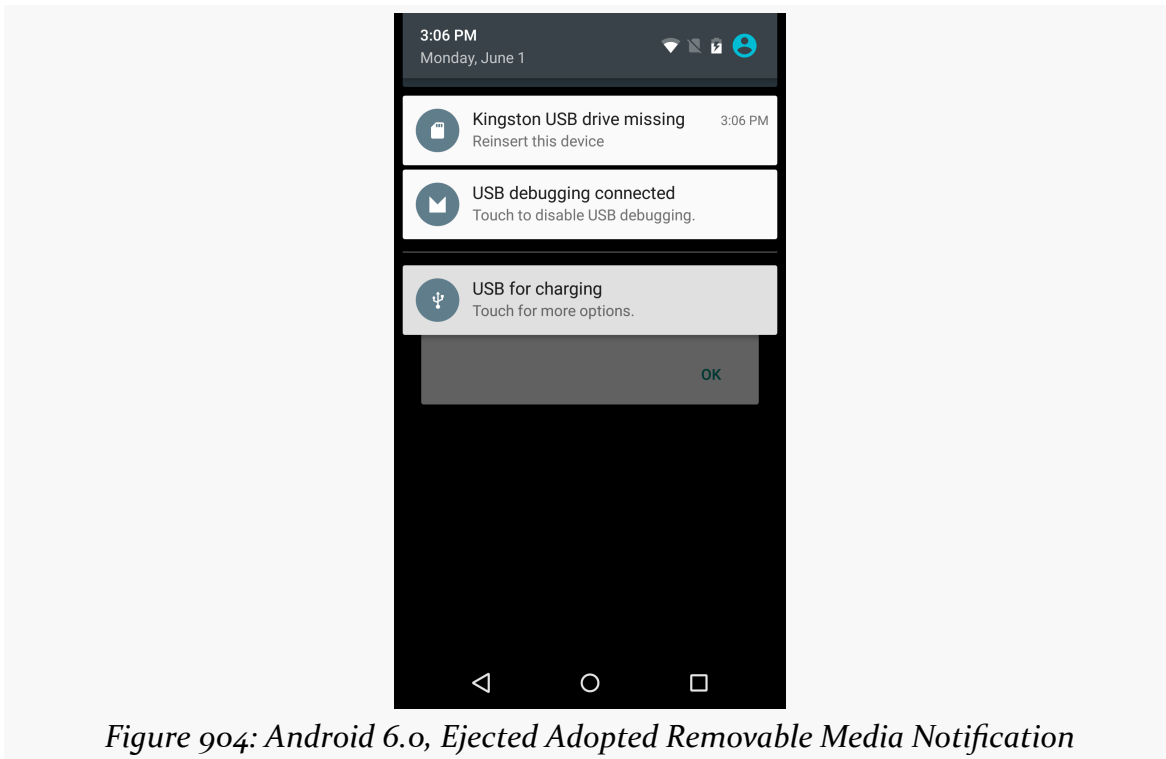 3:06 PM
Monday, June 1
Kingston USB drive missing 3:06 PM
Reinsert this device
USB debugging connected
Touch to disable USB debugging.
USB for charging
Touch for more options.
OK
Figure 904: Android 6.0, Ejected Adopted Removable Media Notification